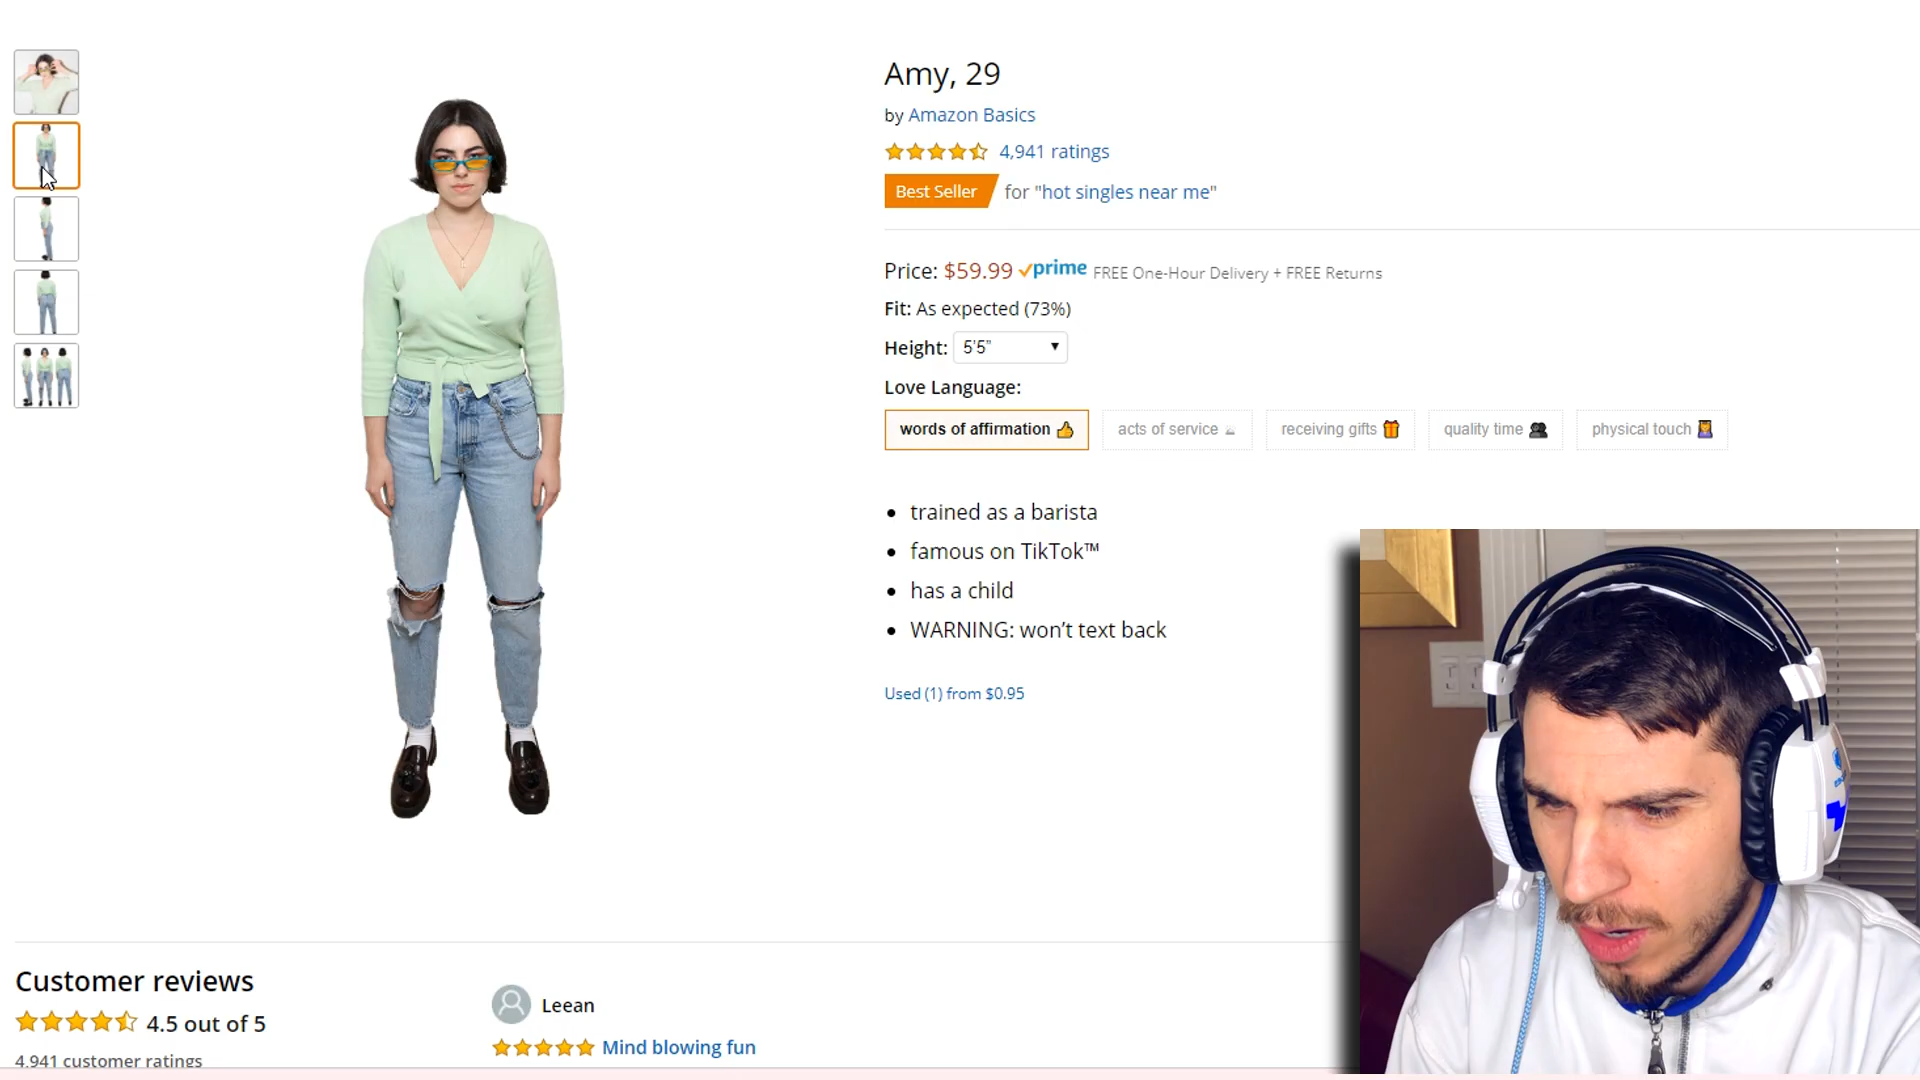 Amy, 29
by Amazon Basics
4,941 ratings
Best Seller for "hot singles near me"
Price: $59.99 prime FREE One-Hour Delivery + FREE Returns
Fit: As expected (73%)
Height: 5'5"
Love Language:
words of affirmation acts of service receiving gifts quality time physical touch
trained as a barista
famous on TikTok™
has a child
WARNING: won't text back
Used (1) from $0.95
Customer reviews
4.5 out of 5
4,941 customer ratings
Leean
Mind blowing fun